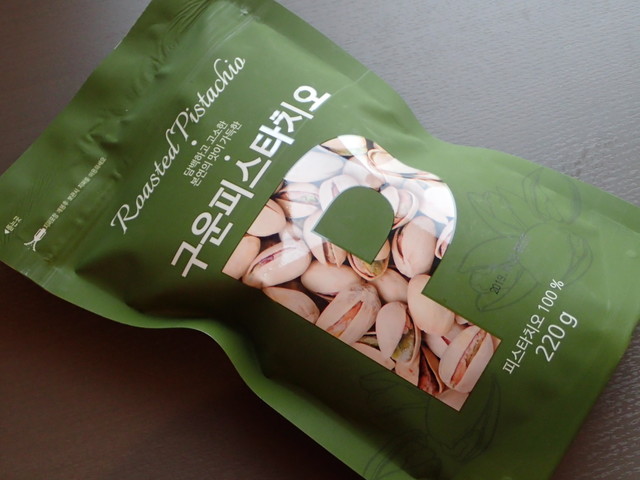 Roasted Pistachio
담백하고 고소한
본연의 맛이 가득한
구운피스타치오
P
피스타치오 100%
220 g